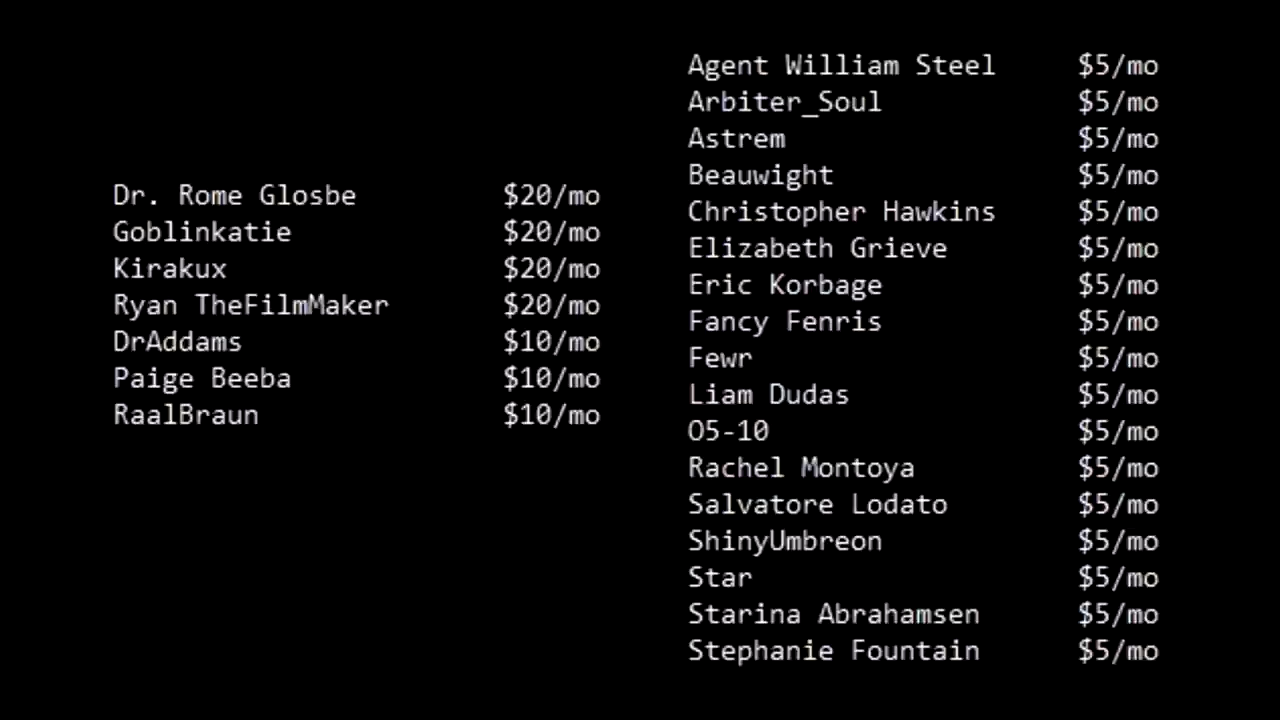 Dr. Rome Glosbe $20/mo
Goblinkatie $20/mo
Kirakux $20/mo
Ryan TheFilmMaker $20/mo
DrAddams $10/mo
Paige Beeba $10/mo
RaalBraun $10/mo
Agent William Steel $5/mo
Arbiter_Soul $5/mo
Astrem $5/mo
Beauwight $5/mo
Christopher Hawkins $5/mo
Elizabeth Grieve $5/mo
Eric Korbage $5/mo
Fancy Fenris $5/mo
Fewr $5/mo
Liam Dudas $5/mo
O5-10 $5/mo
Rachel Montoya $5/mo
Salvatore Lodato $5/mo
ShinyUmbreon $5/mo
Star $5/mo
Starina Abrahamsen $5/mo
Stephanie Fountain $5/mo